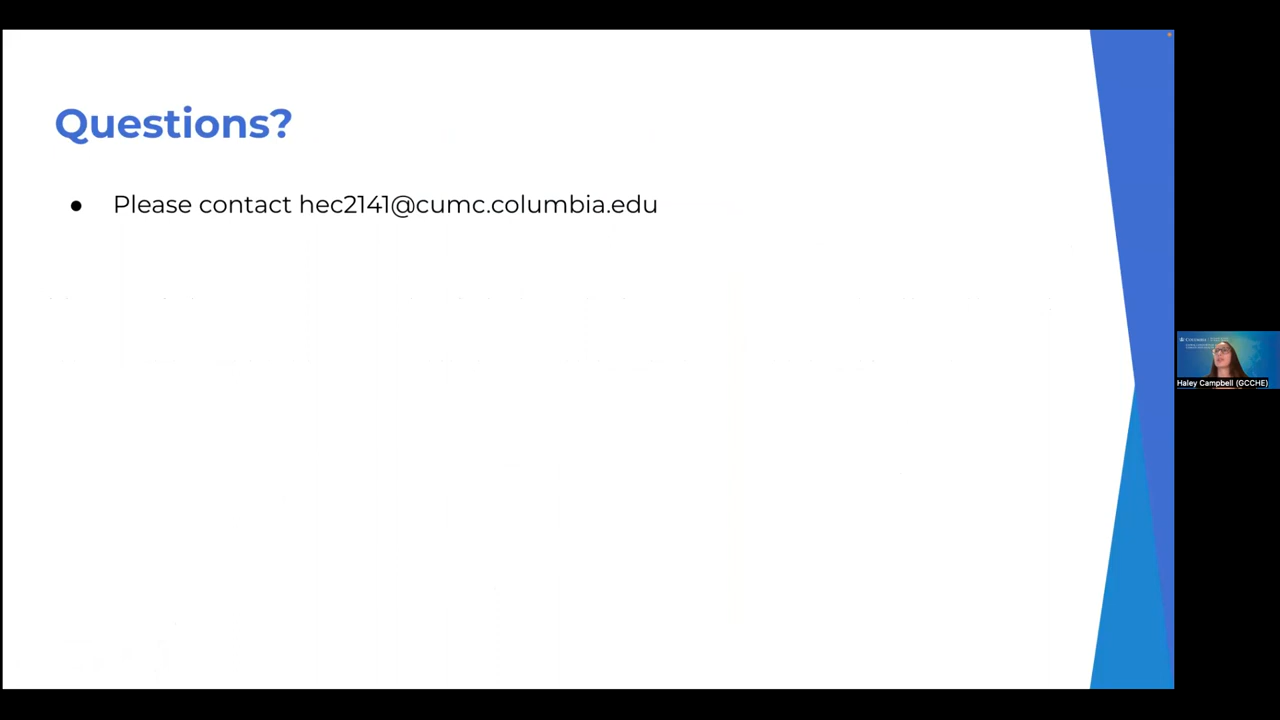 Questions?
● Please contact hec2141@cumc.columbia.edu
Haley Campbell (GCCHE)